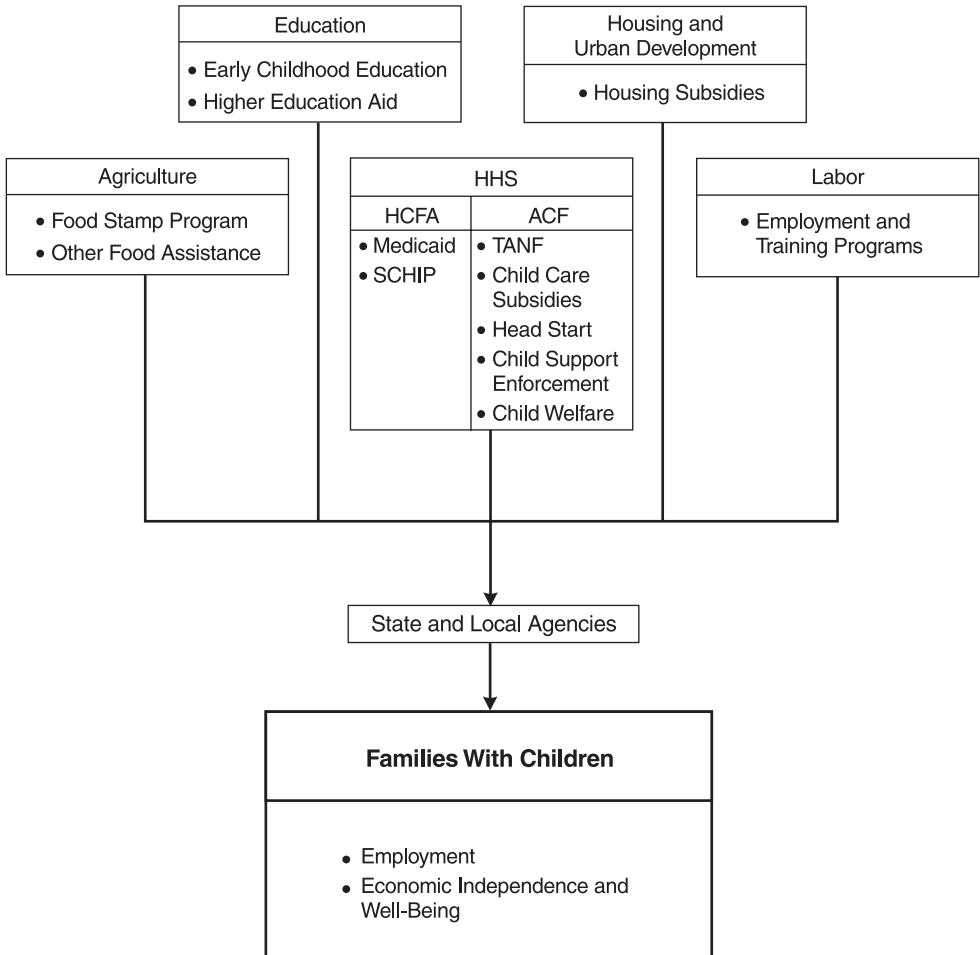 Education
• Early Childhood Education
• Higher Education Aid
Housing and
Urban Development
• Housing Subsidies
Agriculture
• Food Stamp Program
• Other Food Assistance
HHS
HCFA
• Medicaid
• SCHIP
ACF
• TANF
• Child Care
Subsidies
• Head Start
• Child Support
Enforcement
• Child Welfare
Labor
• Employment and
Training Programs
State and Local Agencies
Families With Children
• Employment
• Economic Independence and
Well-Being